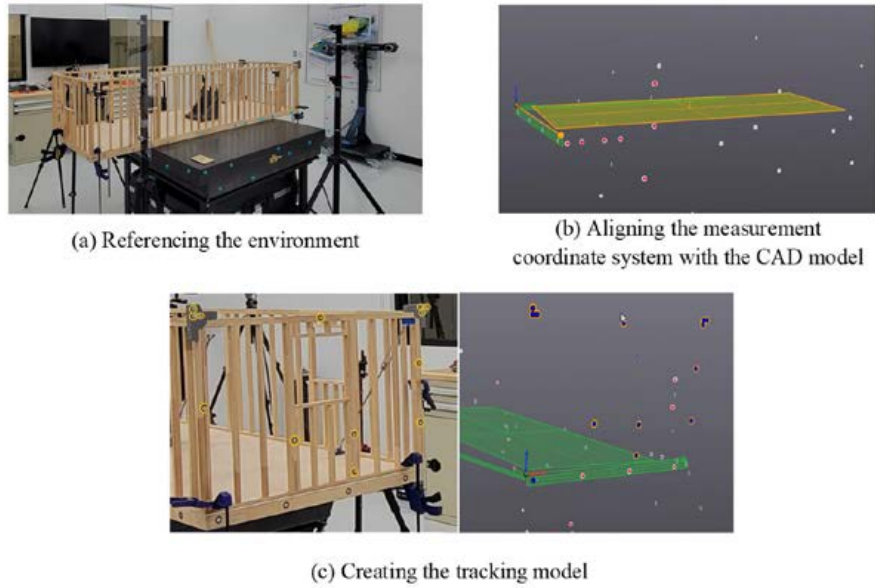 (a) Referencing the environment
(b) Aligning the measurement
coordinate system with the CAD model
(c) Creating the tracking model